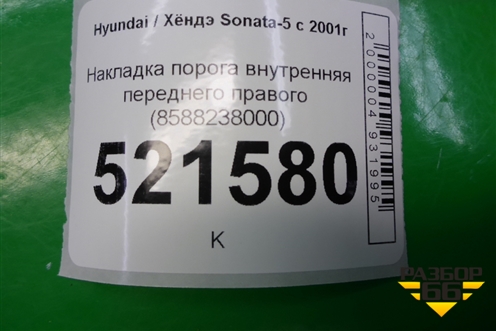 Hyundai / Хёндэ Sonata-5 с 2001г
Накладка порога внутренняя
переднего правого
(8588238000)
521580
К
2000004931995
РАЗБОР
66